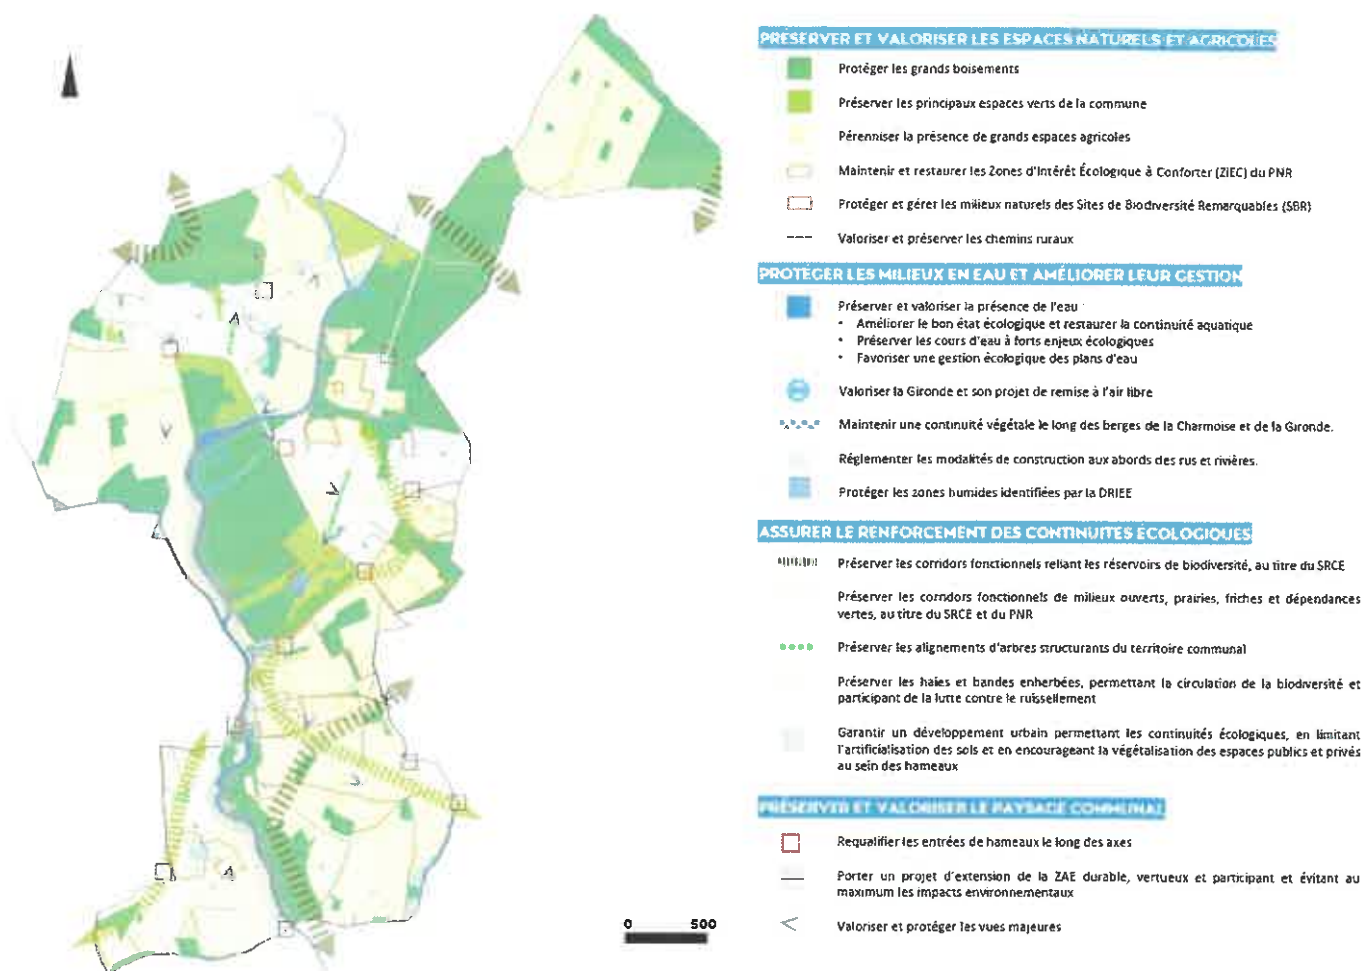 PRÉSERVER ET VALORISER LES ESPACES NATURELS ET AGRICOLES
Protéger les grands boisements
Préserver les principaux espaces verts de la commune
Pérenniser la présence de grands espaces agricoles
Maintenir et restaurer les Zones d'Intérêt Écologique à Conforter (ZIEC) du PNR
Protéger et gérer les milieux naturels des Sites de Biodiversité Remarquables (SBR)
Valoriser et préserver les chemins ruraux
PROTÉGER LES MILIEUX EN EAU ET AMÉLIORER LEUR GESTION
Préserver et valoriser la présence de l'eau
• Améliorer le bon état écologique et restaurer la continuité aquatique
• Préserver les cours d'eau à forts enjeux écologiques
• Favoriser une gestion écologique des plans d'eau
Valoriser la Gironde et son projet de remise à l'air libre
Maintenir une continuité végétale le long des berges de la Charmoise et de la Gironde.
Réglementer les modalités de construction aux abords des rus et rivières.
Protéger les zones humides identifiées par la DRIEE
ASSURER LE RENFORCEMENT DES CONTINUITÉS ÉCOLOGIQUES
Préserver les corridors fonctionnels reliant les réservoirs de biodiversité, au titre du SRCE
Préserver les corridors fonctionnels de milieux ouverts, prairies, friches et dépendances
vertes, au titre du SRCE et du PNR
Préserver les alignements d'arbres structurants du territoire communal
Préserver les haies et bandes enherbées, permettant la circulation de la biodiversité et
participant de la lutte contre le ruissellement
Garantir un développement urbain permettant les continuités écologiques, en limitant
l'artificialisation des sols et en encourageant la végétalisation des espaces publics et privés
au sein des hameaux
PRÉSERVER ET VALORISER LE PAYSAGE COMMUNAL
Requalifier les entrées de hameaux le long des axes
Porter un projet d'extension de la ZAE durable, vertueux et participant et évitant au
maximum les impacts environnementaux
Valoriser et protéger les vues majeures
0 500